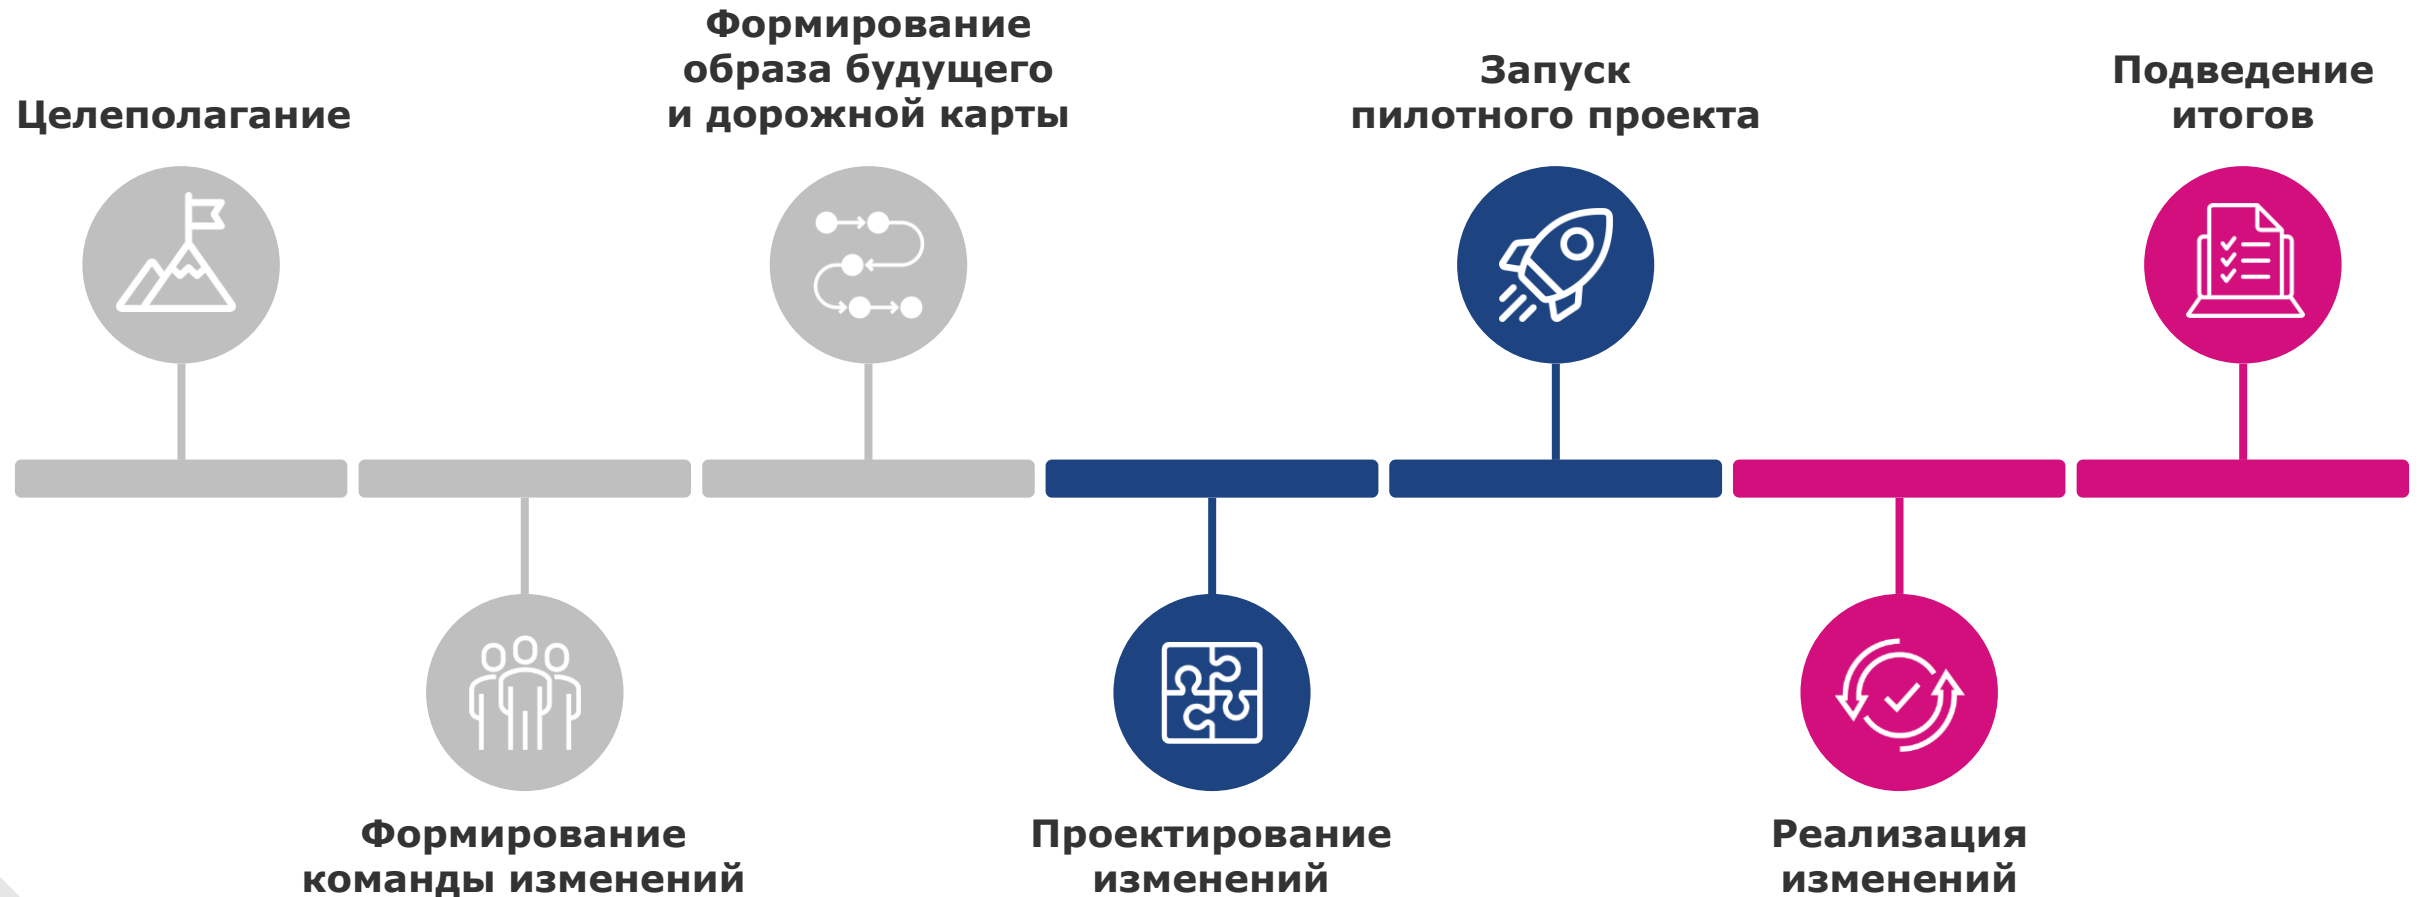 Целеполагание
Формирование
команды изменений
Формирование
образа будущего
и дорожной карты
Проектирование
изменений
Запуск
пилотного проекта
Реализация
изменений
Подведение
итогов